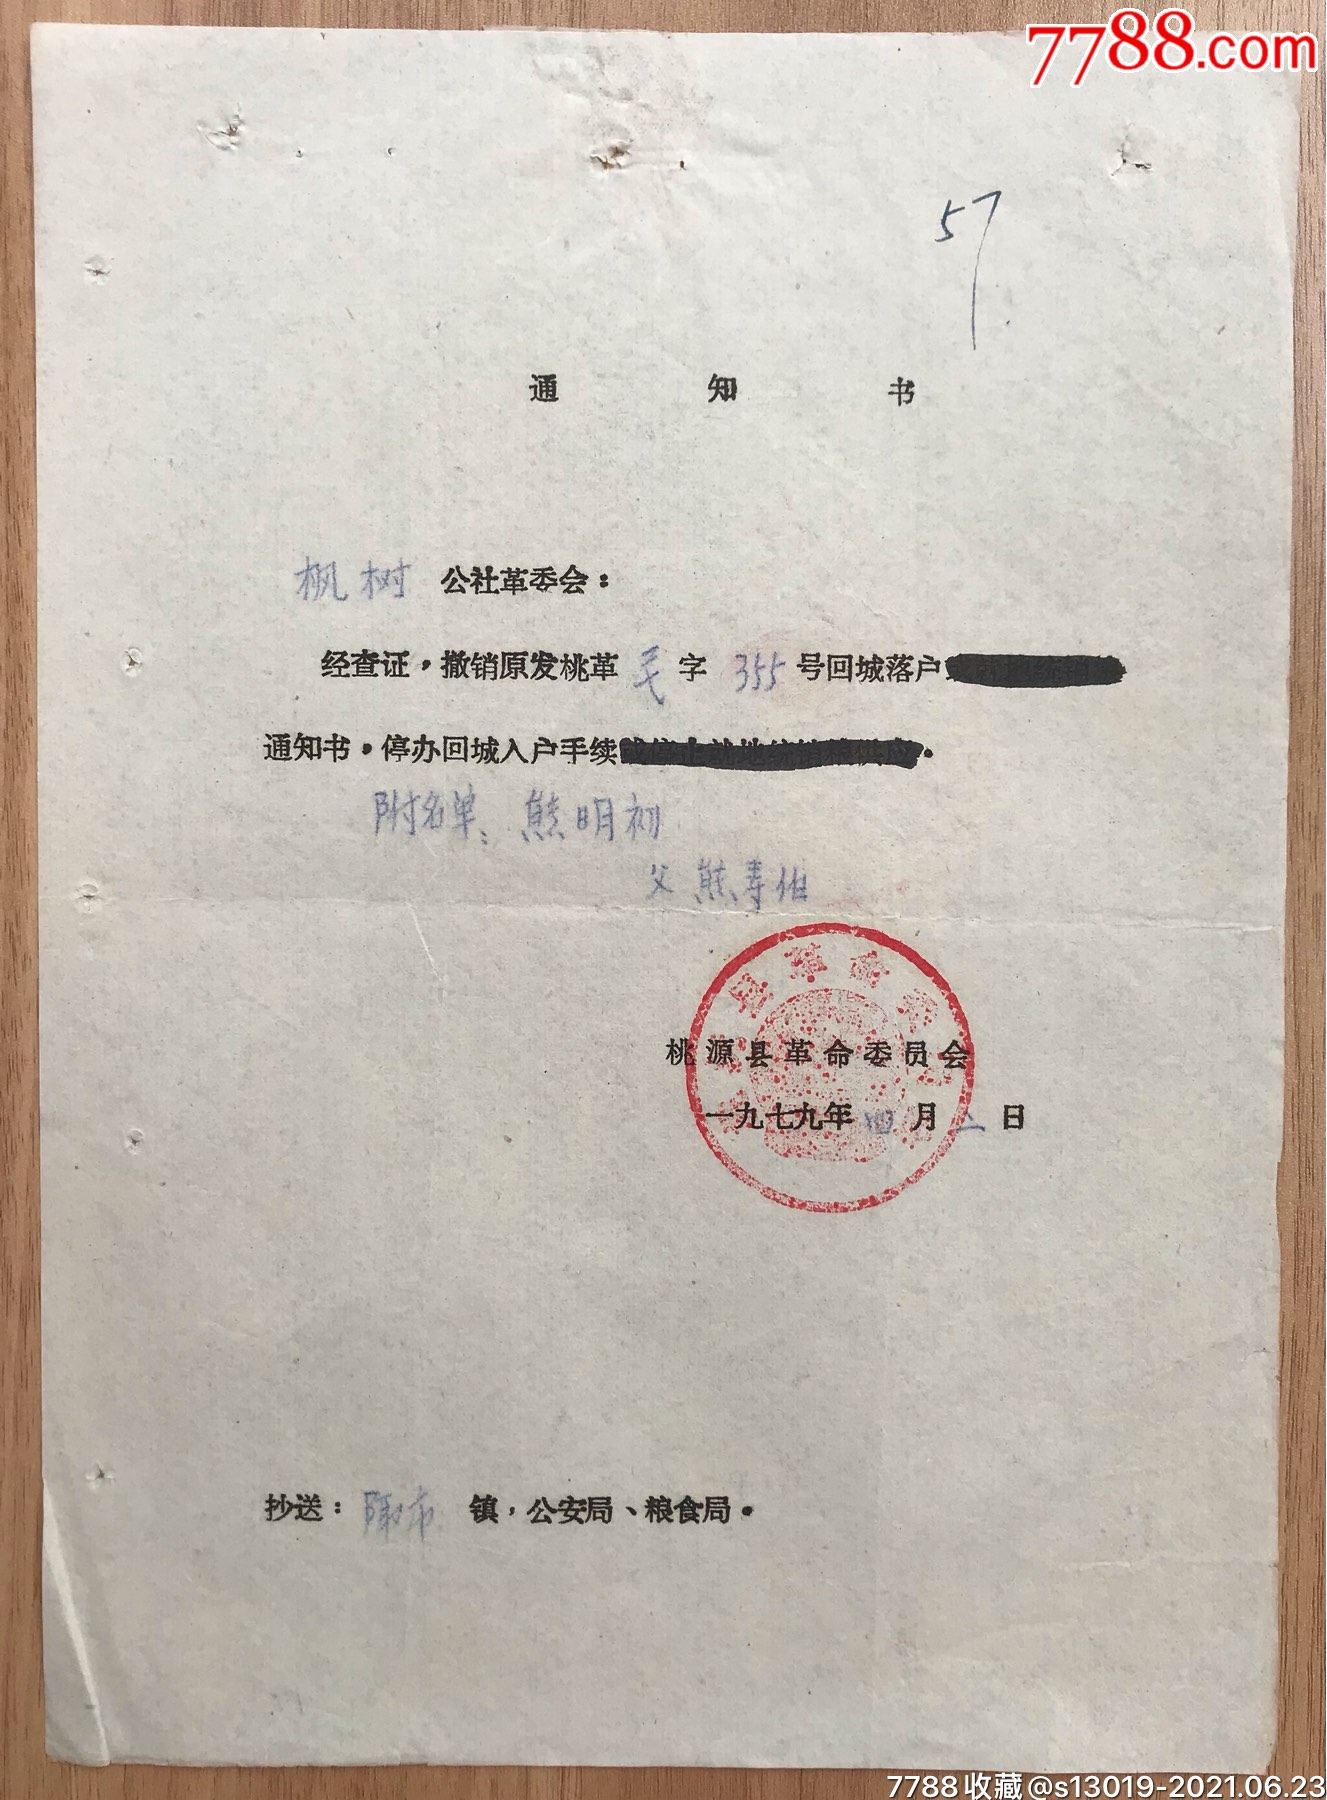 7788.com
57
通知书
枫树 公社革委会：
经查证，撤销原发桃革 字 355 号回城落户
通知书。停办回城入户手续。
附名单：熊明初
父 熊寿
桃源县革命委员会
一九七九年 四 月 二 日
抄送：陬市 镇，公安局、粮食局。
7788收藏@s13019-2021.06.23